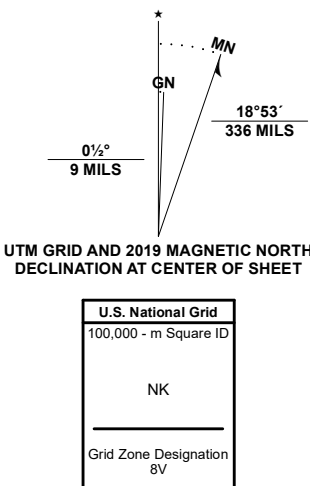 ★
MN
GN
18°53´
336 MILS
0½°
9 MILS
UTM GRID AND 2019 MAGNETIC NORTH
DECLINATION AT CENTER OF SHEET
U.S. National Grid
100,000 - m Square ID
NK
Grid Zone Designation
8V